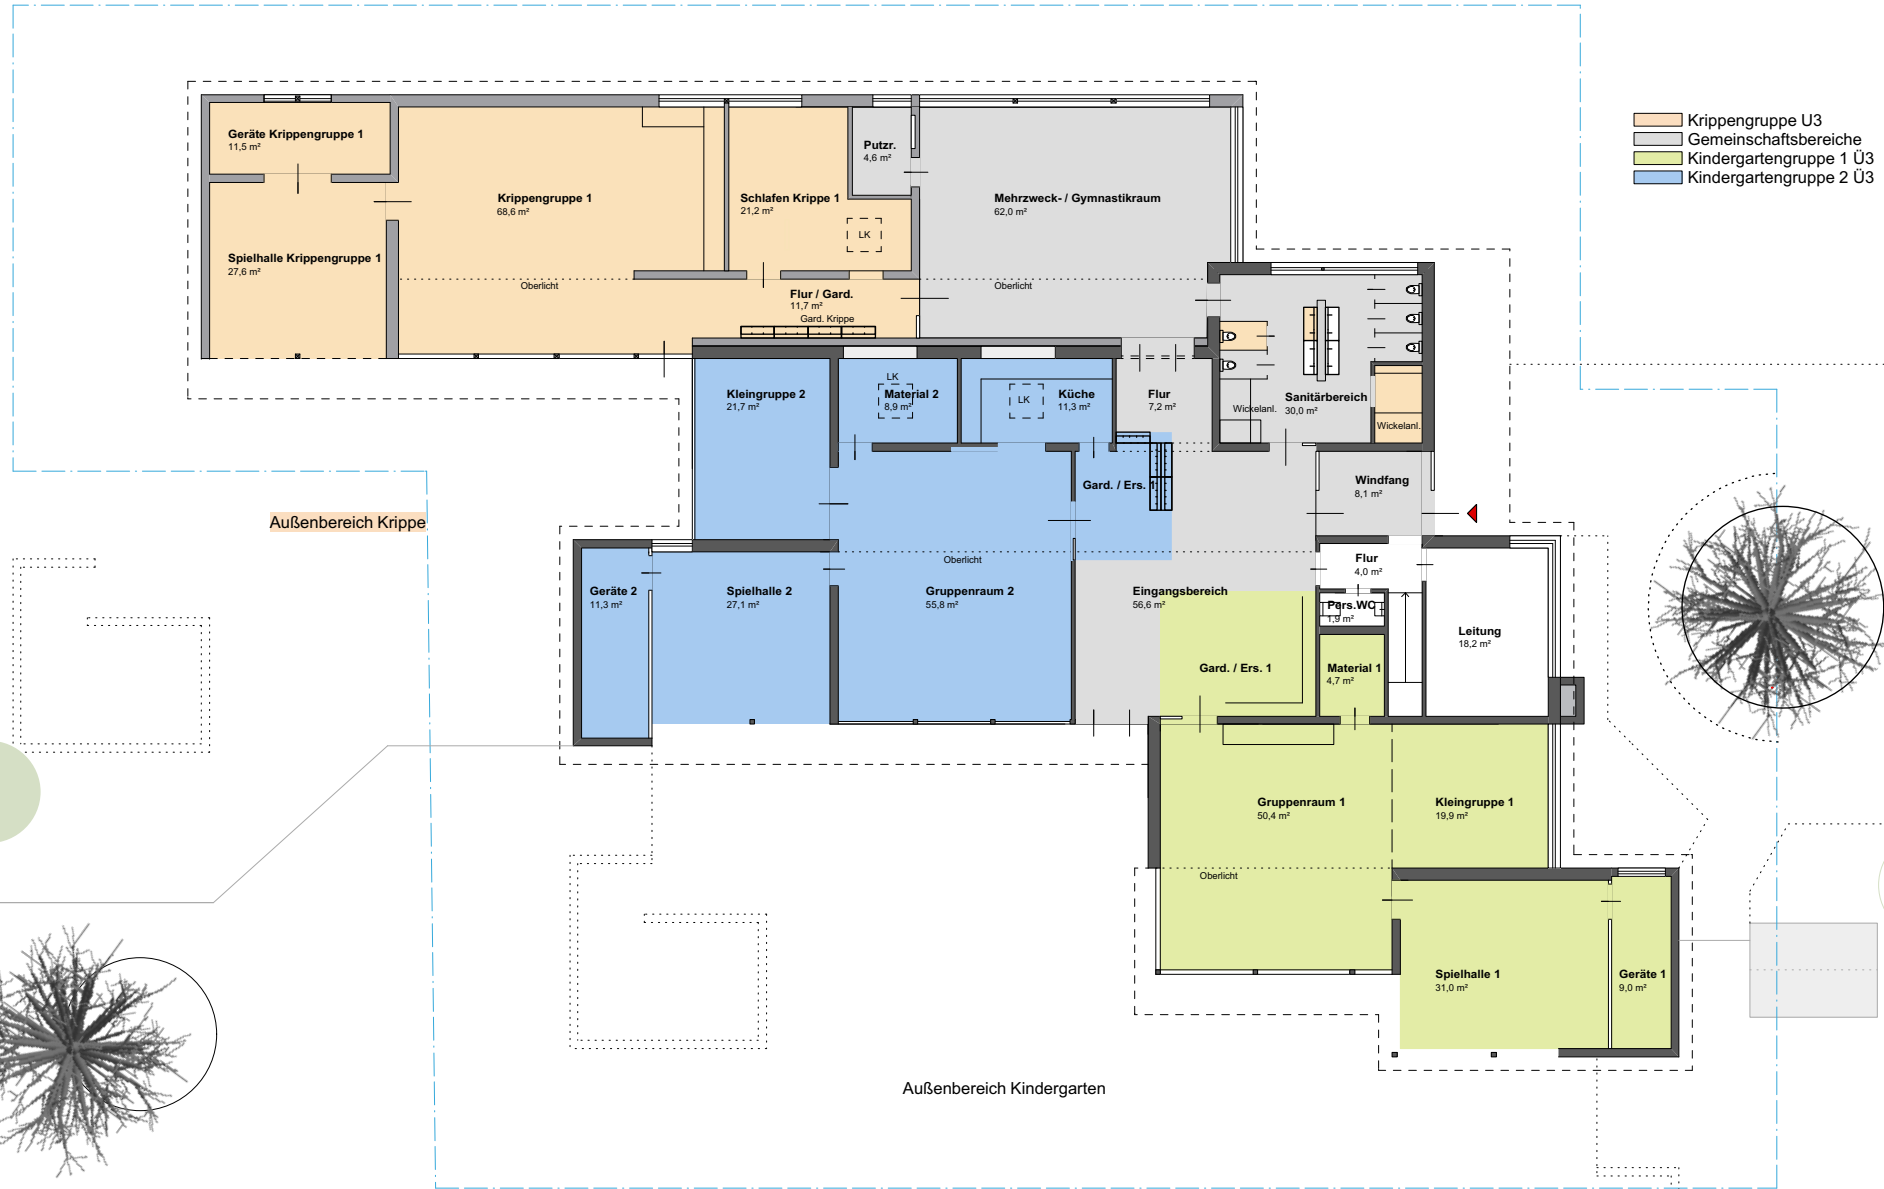 Krippengruppe U3
Gemeinschaftsbereiche
Kindergartengruppe 1 Ü3
Kindergartengruppe 2 Ü3
Geräte Krippengruppe 1
11,5 m²
Krippengruppe 1
68,6 m²
Schlafen Krippe 1
21,2 m²
LK
Putzr.
4,6 m²
Mehrzweck- / Gymnastikraum
62,0 m²
Spielhalle Krippengruppe 1
27,6 m²
Oberlicht
Flur / Gard.
11,7 m²
Gard. Krippe
Oberlicht
Kleingruppe 2
21,7 m²
LK
Material 2
8,9 m²
LK
Küche
11,3 m²
Flur
7,2 m²
Wickelanl.
Sanitärbereich
30,0 m²
Wickelanl.
Gard. / Ers. 1
Windfang
8,1 m²
Außenbereich Krippe
Oberlicht
Flur
4,0 m²
Geräte 2
11,3 m²
Spielhalle 2
27,1 m²
Gruppenraum 2
55,8 m²
Eingangsbereich
56,6 m²
Pers.WC
1,9 m²
Leitung
18,2 m²
Gard. / Ers. 1
Material 1
4,7 m²
Gruppenraum 1
50,4 m²
Kleingruppe 1
19,9 m²
Oberlicht
Spielhalle 1
31,0 m²
Geräte 1
9,0 m²
Außenbereich Kindergarten